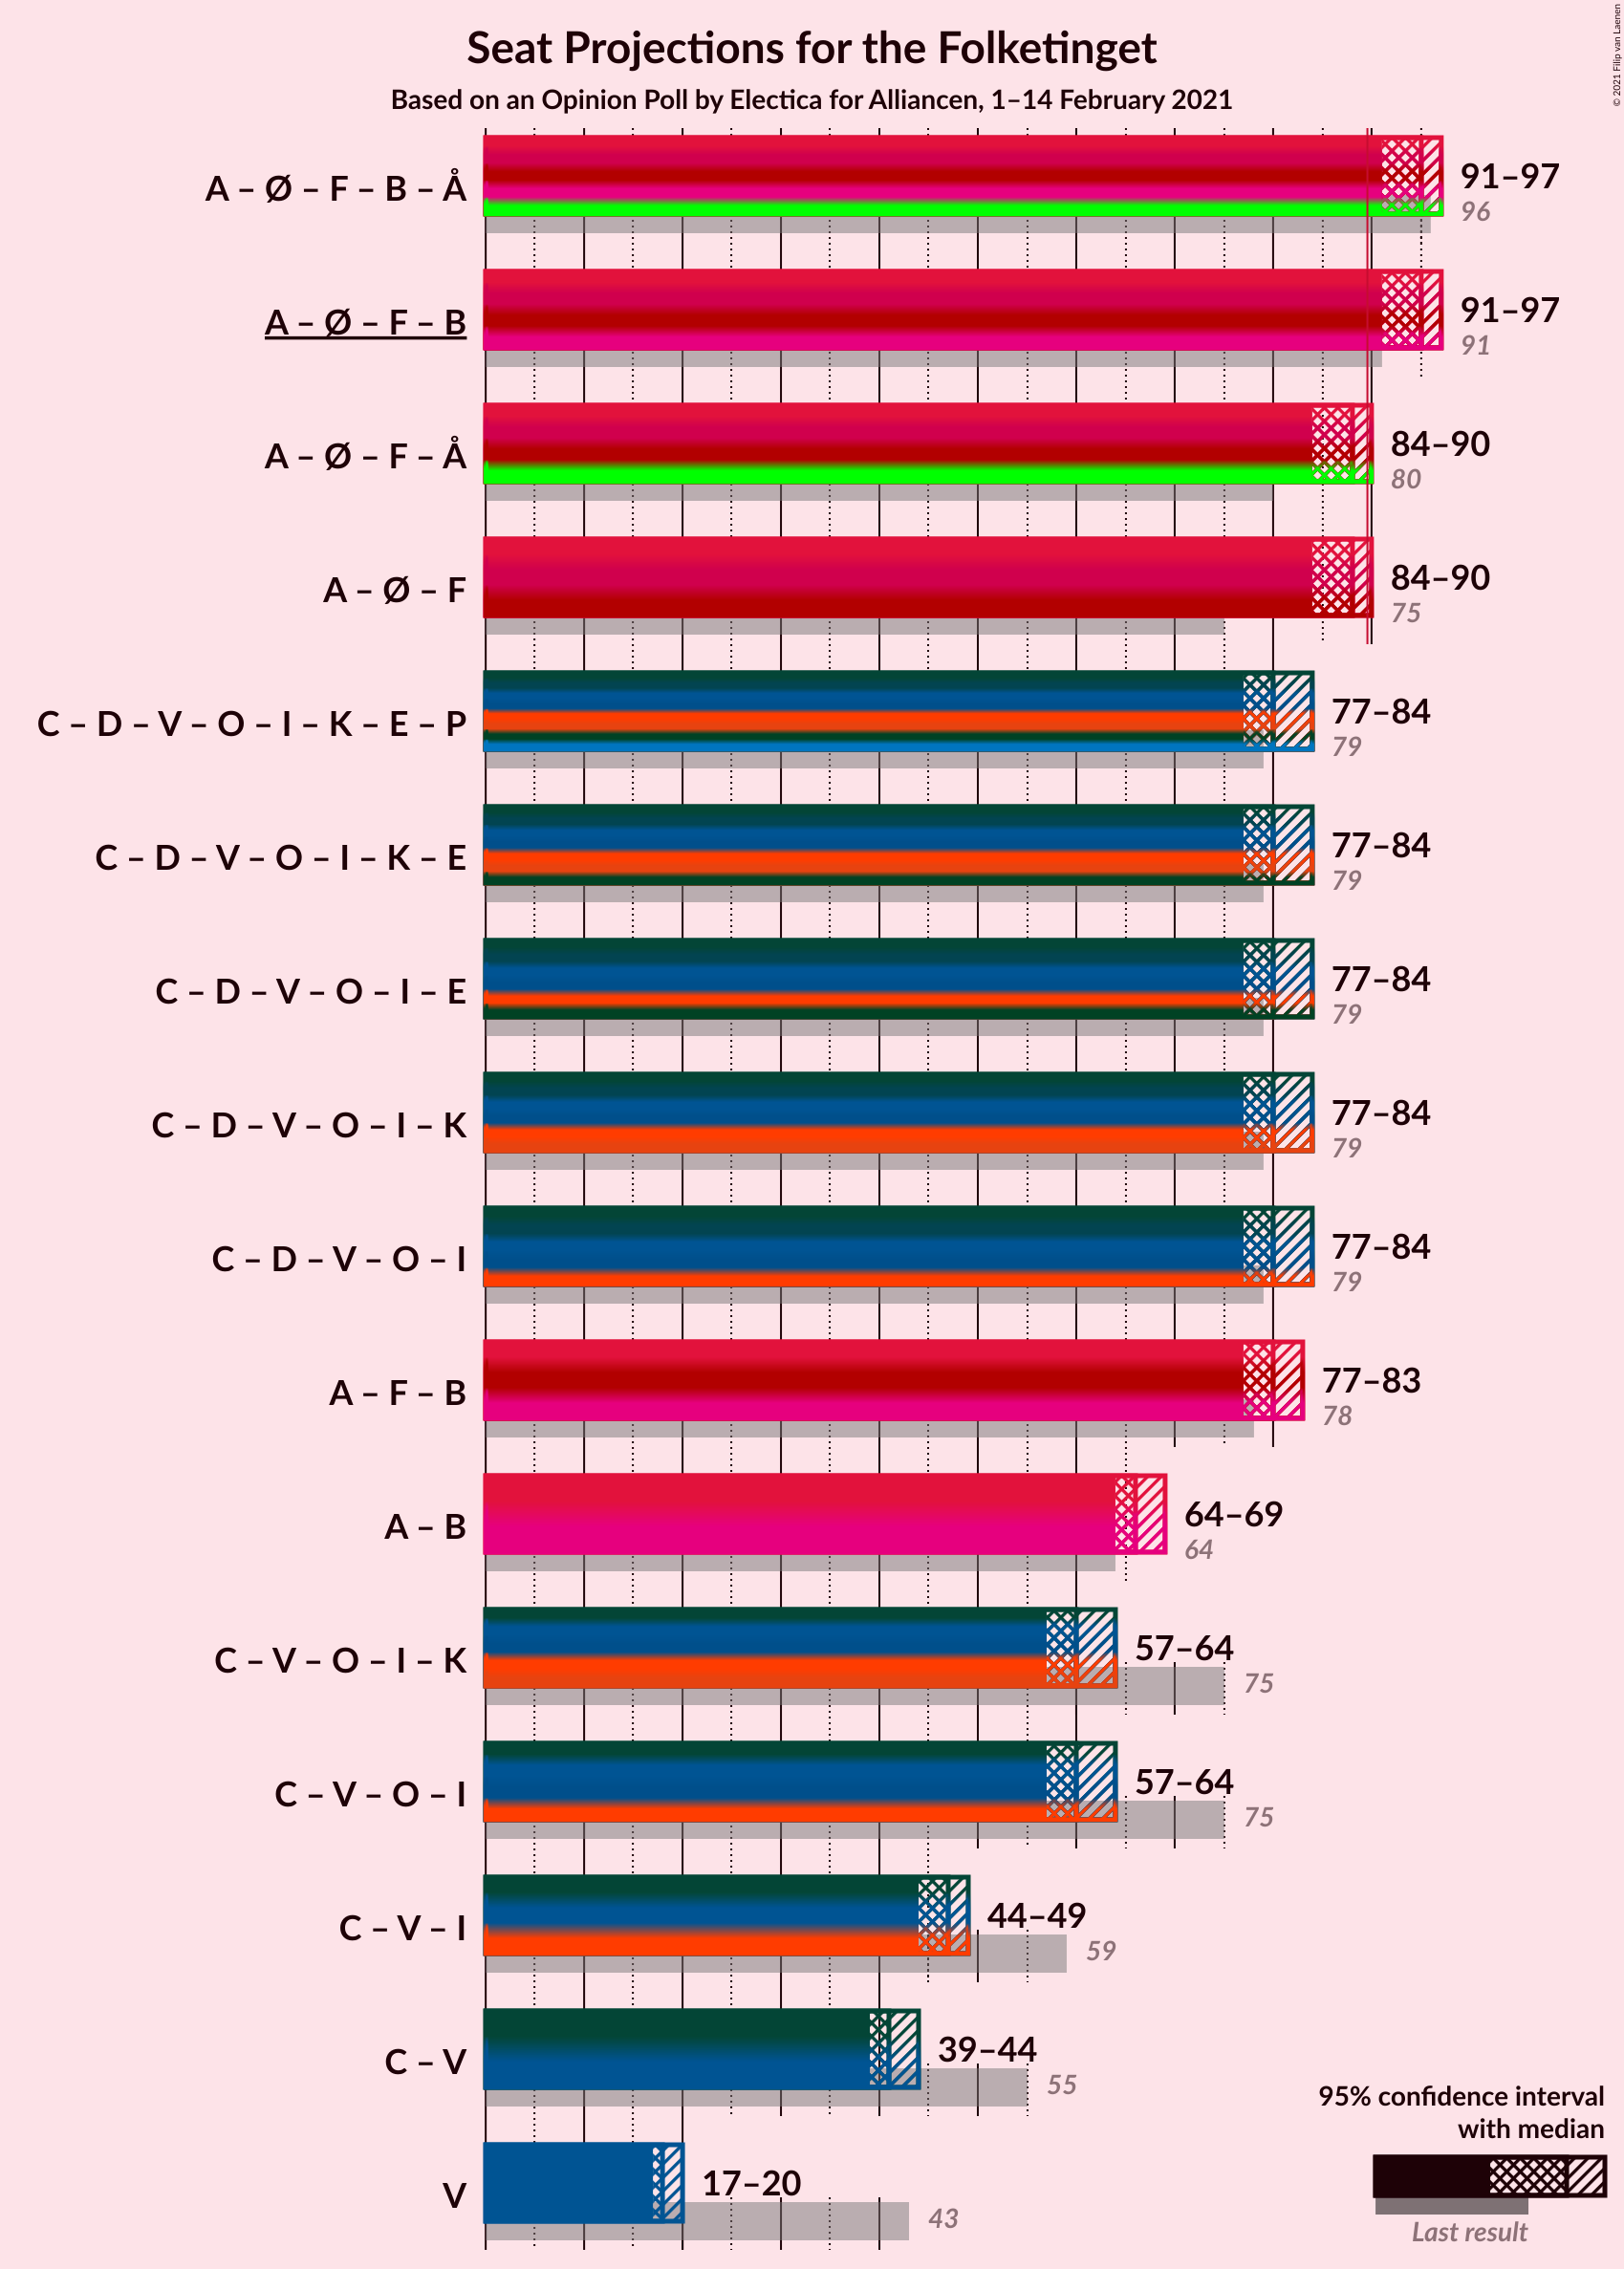 Seat Projections for the Folketinget
Based on an Opinion Poll by Electica for Alliancen, 1–14 February 2021
© 2021 Filip van Laenen
A – Ø – F – B – Å
91–97
96
A – Ø – F – B
91–97
91
A – Ø – F – Å
84–90
80
A – Ø – F
84–90
75
C – D – V – O – I – K – E – P
77–84
79
C – D – V – O – I – K – E
77–84
79
C – D – V – O – I – E
77–84
79
C – D – V – O – I – K
77–84
79
C – D – V – O – I
77–84
79
A – F – B
77–83
78
A – B
64–69
64
C – V – O – I – K
57–64
75
C – V – O – I
57–64
75
C – V – I
44–49
59
C – V
39–44
55
V
17–20
43
95% confidence interval
with median
Last result